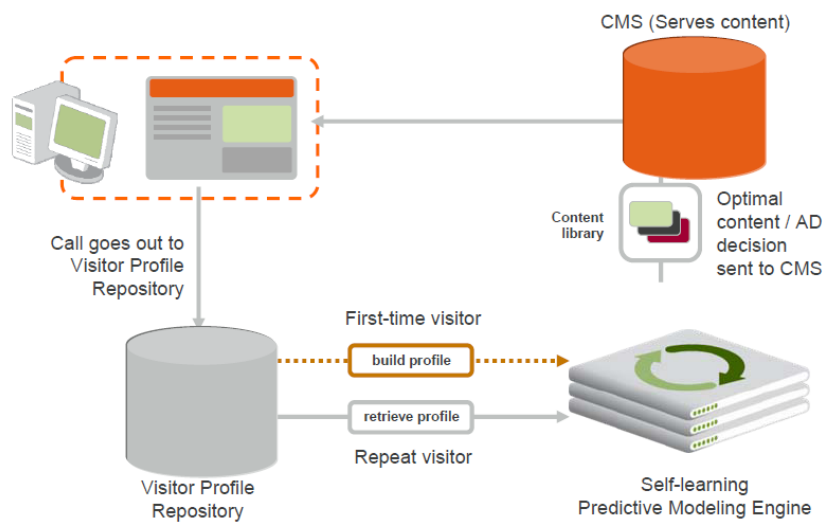 CMS (Serves content)
Content
library
Optimal
content / AD
decision
sent to CMS
Call goes out to
Visitor Profile
Repository
First-time visitor
build profile
retrieve profile
Repeat visitor
Visitor Profile
Repository
Self-learning
Predictive Modeling Engine